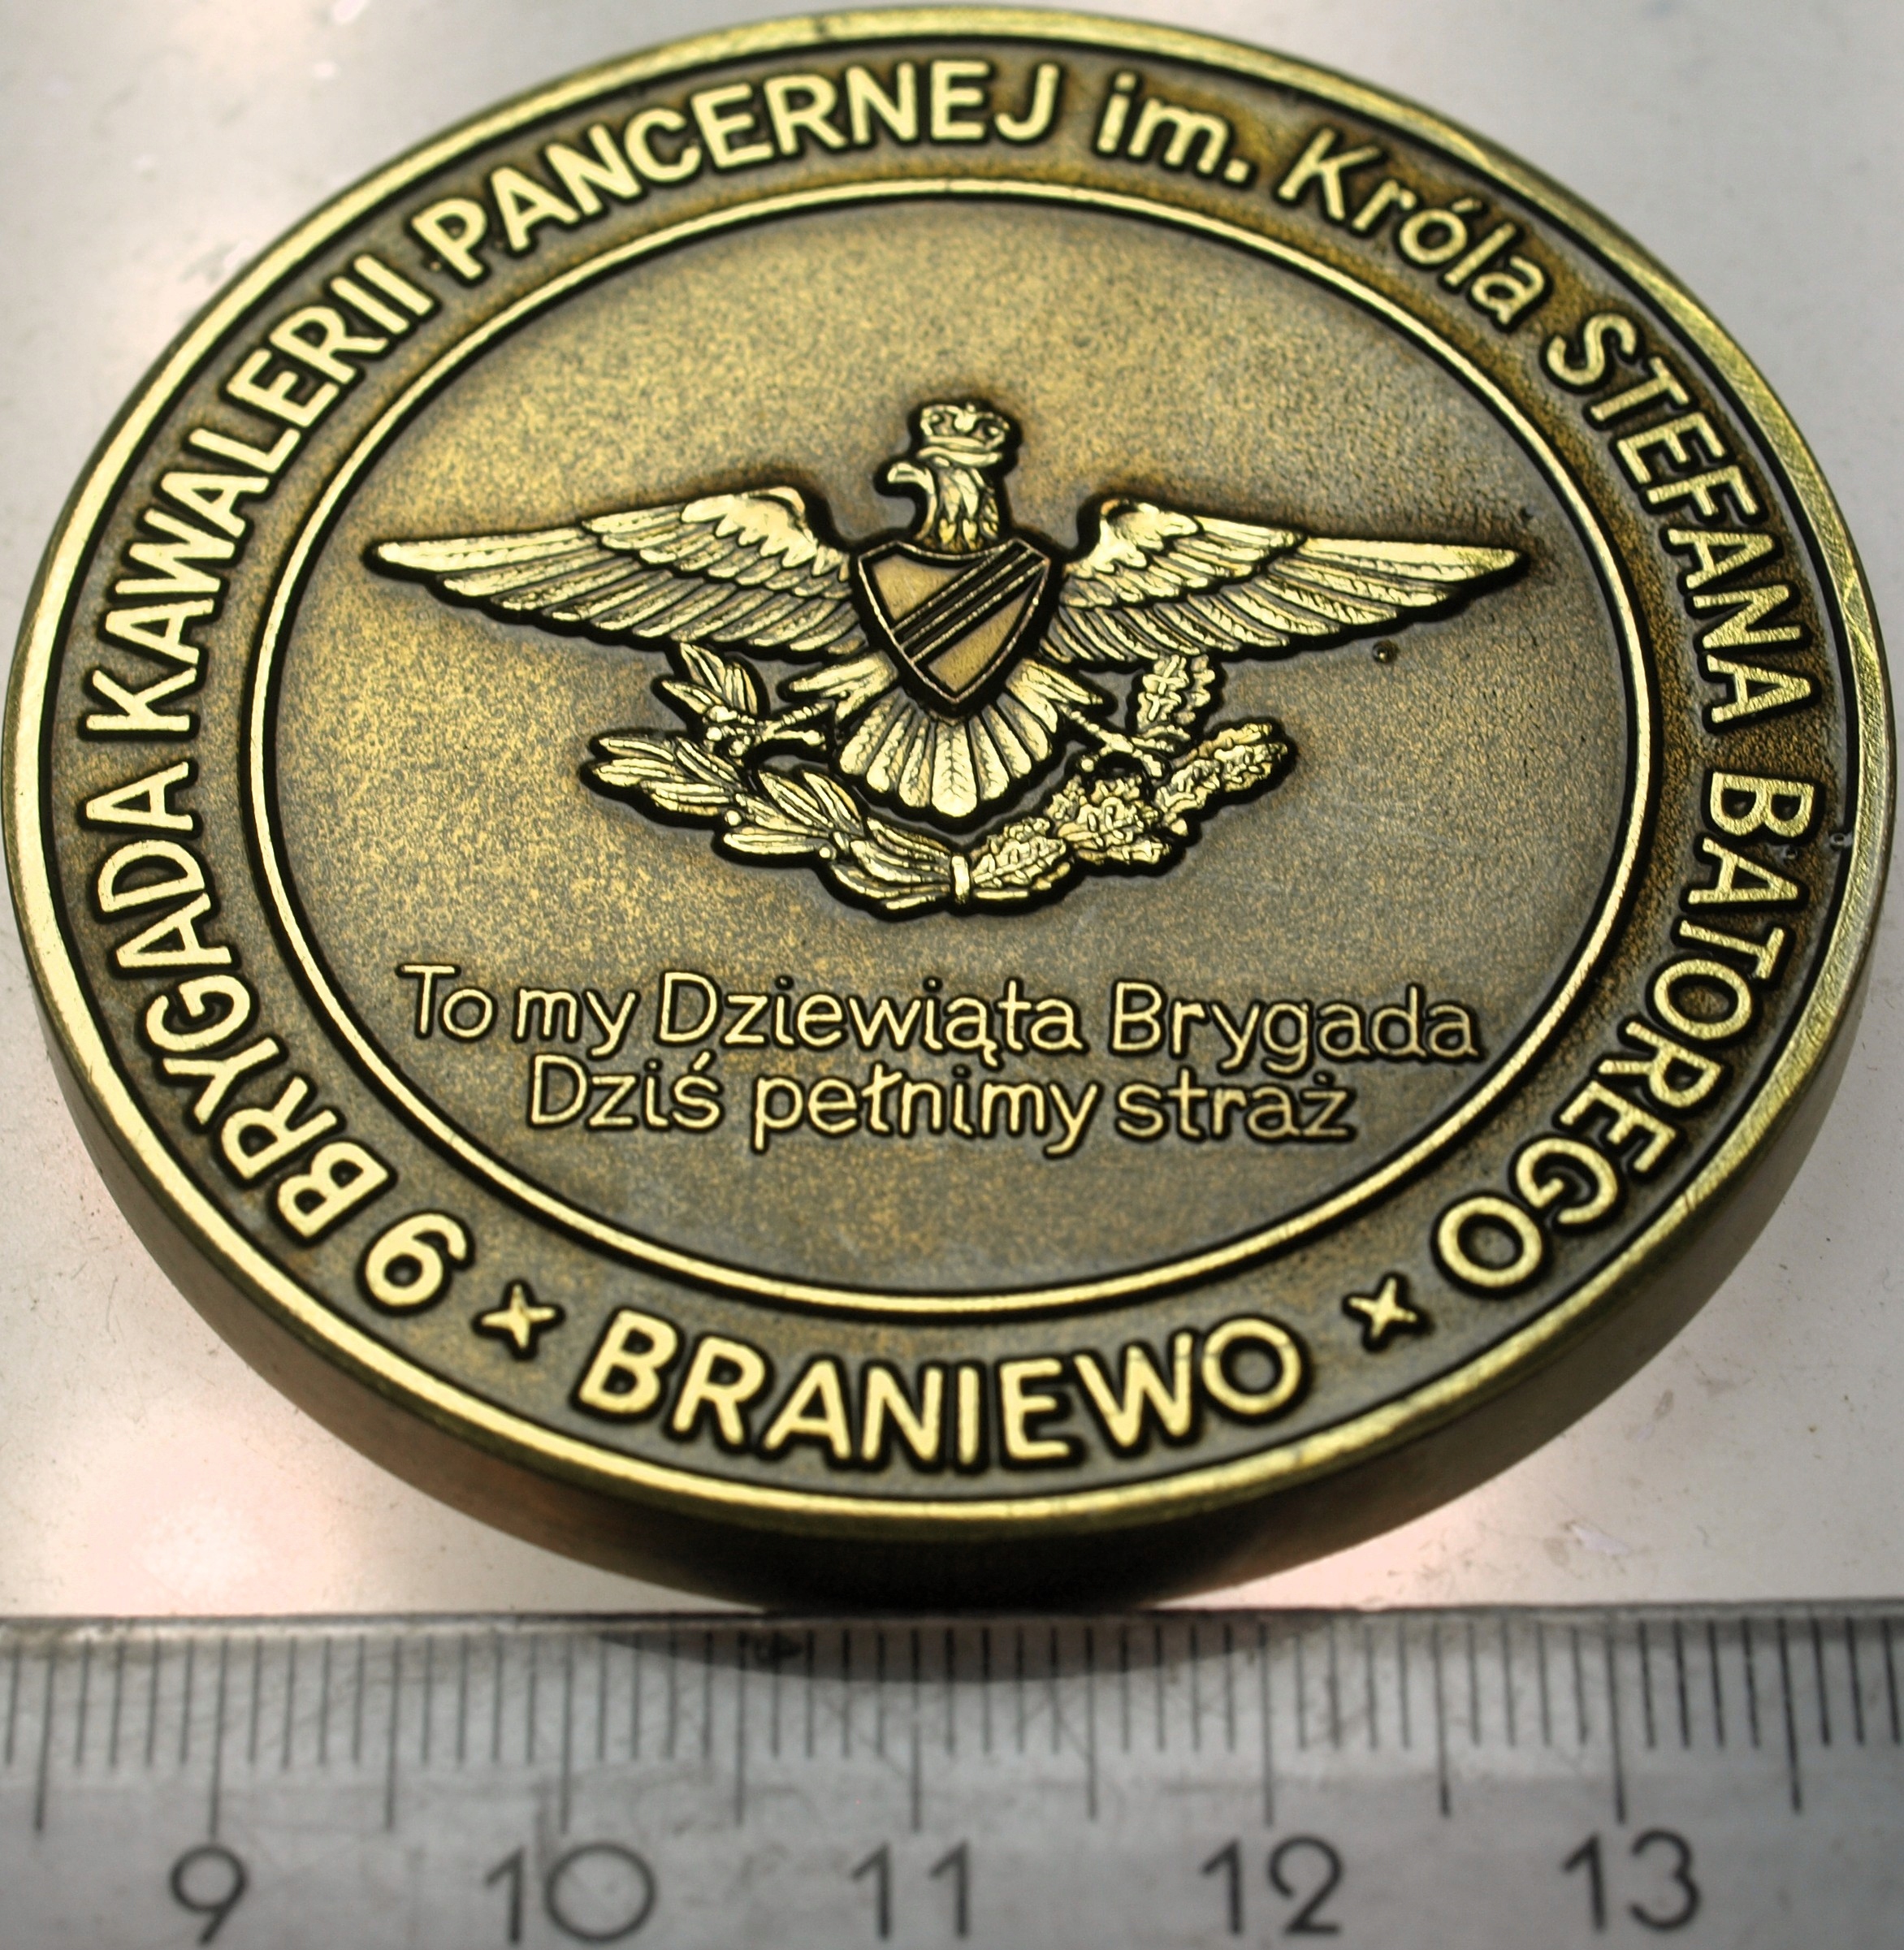 9 BRYGADA KAWALERII PANCERNEJ im. Króla STEFANA BATOREGO
To my Dziewiąta Brygada
Dziś pełnimy straż
BRANIEWO
9 10 11 12 13